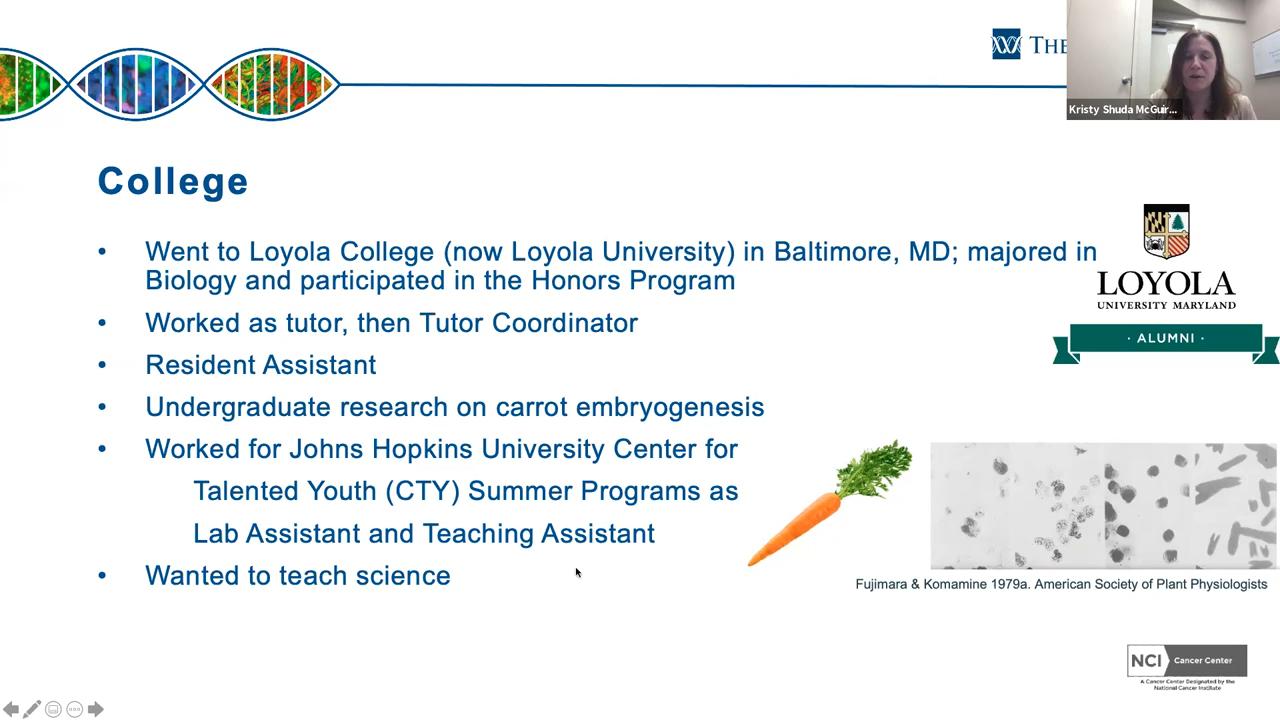 THE
Kristy Shuda McGuir...
College
• Went to Loyola College (now Loyola University) in Baltimore, MD; majored in
Biology and participated in the Honors Program
• Worked as tutor, then Tutor Coordinator
• Resident Assistant
• Undergraduate research on carrot embryogenesis
• Worked for Johns Hopkins University Center for
Talented Youth (CTY) Summer Programs as
Lab Assistant and Teaching Assistant
• Wanted to teach science
LOYOLA
UNIVERSITY MARYLAND
· ALUMNI ·
Fujimara & Komamine 1979a. American Society of Plant Physiologists
NCI Cancer Center
A Cancer Center Designated by the
National Cancer Institute